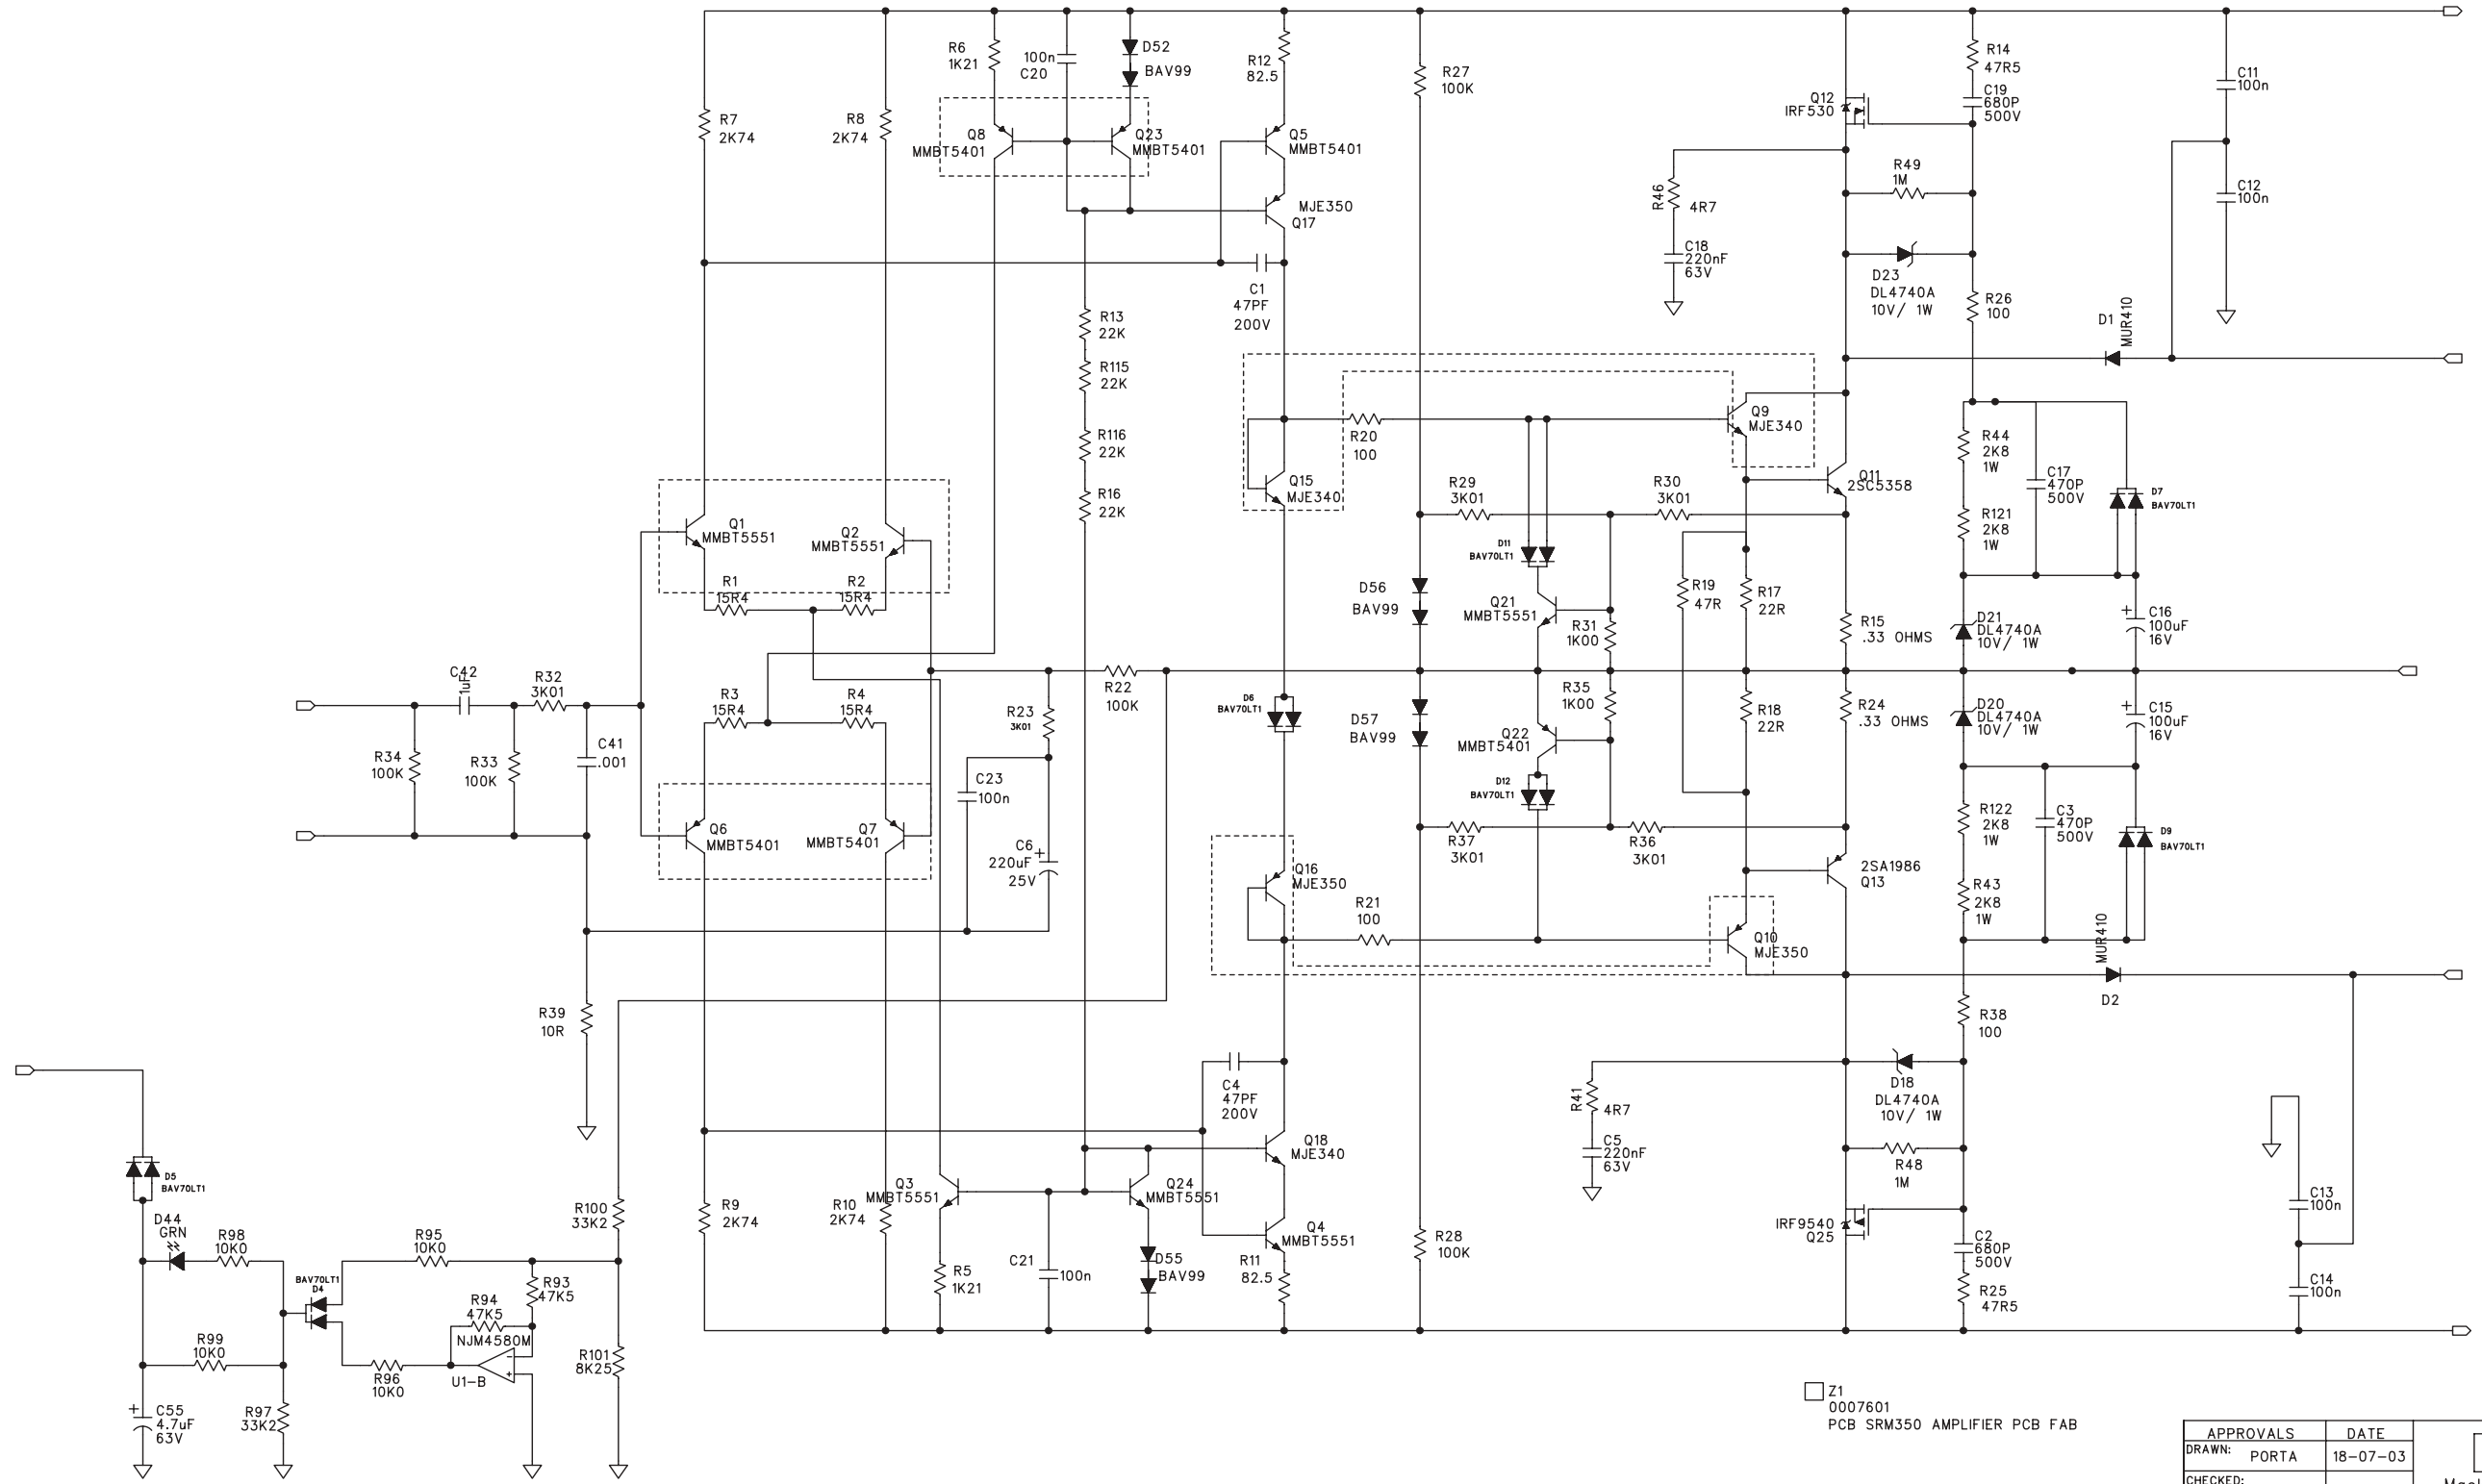 R6
1K21
100n
C20
D52
BAV99
R12
82.5
R27
100K
R14
47R5
C19
680P
500V
Q12
IRF530
C11
100n
R7
2K74
R8
2K74
Q8
MMBT5401
Q23
MMBT5401
Q5
MMBT5401
MJE350
Q17
R46
4R7
R49
1M
C12
100n
C18
220nF
63V
D23
DL4740A
10V/ 1W
R26
100
C1
47PF
200V
R13
22K
D1
MUR410
R115
22K
R116
22K
R20
100
Q9
MJE340
R44
2K8
1W
C17
470P
500V
D7
BAV70LT1
R16
22K
Q15
MJE340
R29
3K01
R30
3K01
Q11
2SC5358
Q1
MMBT5551
Q2
MMBT5551
R121
2K8
1W
D11
BAV70LT1
R1
15R4
R2
15R4
D56
BAV99
Q21
MMBT5551
R31
1K00
R19
47R
R17
22R
R15
.33 OHMS
D21
DL4740A
10V/ 1W
C16
+
100uF
16V
C42
1uF
R32
3K01
R3
15R4
R4
15R4
R22
100K
R23
3K01
D6
BAV70LT1
D57
BAV99
R35
1K00
Q22
MMBT5401
R18
22R
R24
.33 OHMS
D20
DL4740A
10V/ 1W
C15
+
100uF
16V
R34
100K
R33
100K
C41
.001
C23
100n
D12
BAV70LT1
R122
2K8
1W
C3
470P
500V
D9
BAV70LT1
Q6
MMBT5401
Q7
MMBT5401
C6
+
220uF
25V
R37
3K01
R36
3K01
Q16
MJE350
2SA1986
Q13
R43
2K8
1W
R21
100
Q10
MJE350
MUR410
D2
R39
10R
R38
100
C4
47PF
200V
R41
4R7
D18
DL4740A
10V/ 1W
C5
220nF
63V
Q18
MJE340
R48
1M
D5
BAV70LT1
Q3
MMBT5551
Q24
MMBT5551
R9
2K74
R10
2K74
R100
33K2
D44
GRN
R98
10K0
R95
10K0
Q4
MMBT5551
R28
100K
IRF9540
Q25
C2
680P
500V
C13
100n
R5
1K21
C21
100n
D55
BAV99
R11
82.5
R25
47R5
C14
100n
BAV70LT1
D4
R93
47K5
R94
47K5
NJM4580M
-
+
U1-B
R99
10K0
R96
10K0
R101
8K25
C55
+
4.7uF
63V
R97
33K2
Z1
0007601
PCB SRM350 AMPLIFIER PCB FAB
APPROVALS
DATE
DRAWN:
PORTA
18-07-03
CHECKED: